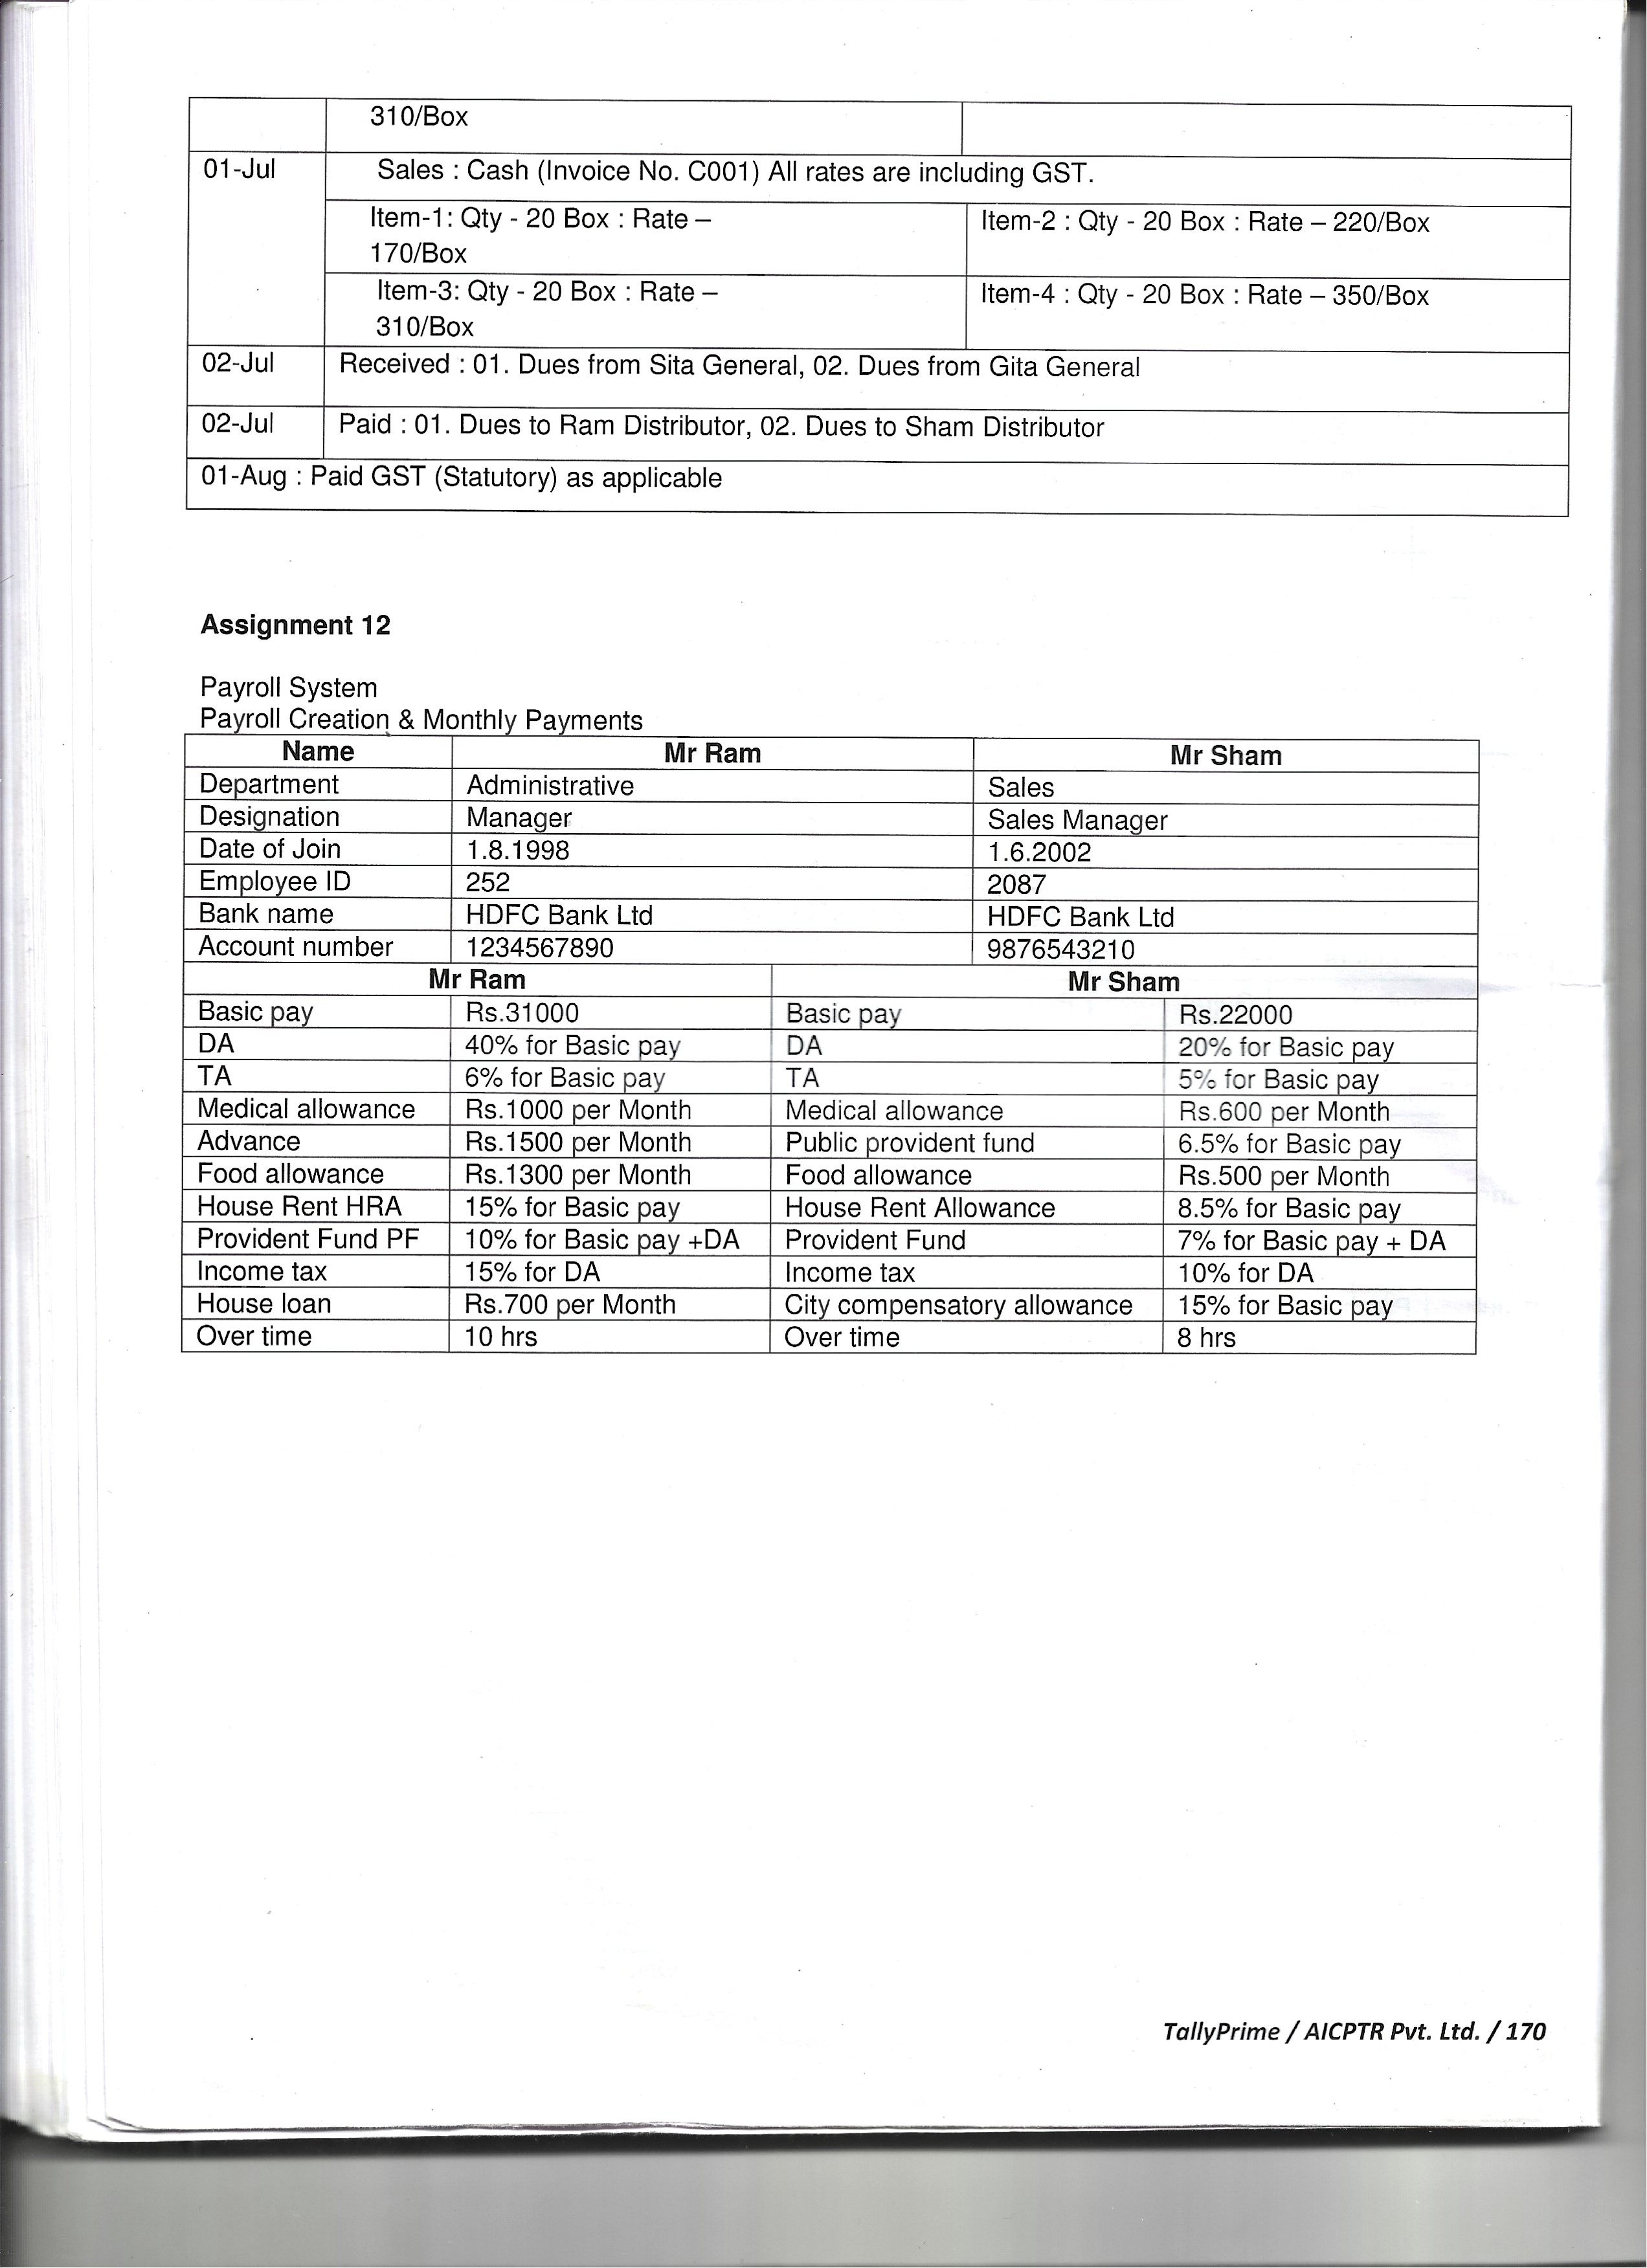 310/Box
01-Jul Sales : Cash (Invoice No. C001) All rates are including GST.
Item-1: Qty - 20 Box : Rate – Item-2 : Qty - 20 Box : Rate – 220/Box
170/Box
Item-3: Qty - 20 Box : Rate – Item-4 : Qty - 20 Box : Rate – 350/Box
310/Box
02-Jul Received : 01. Dues from Sita General, 02. Dues from Gita General
02-Jul Paid : 01. Dues to Ram Distributor, 02. Dues to Sham Distributor
01-Aug : Paid GST (Statutory) as applicable
Assignment 12
Payroll System
Payroll Creation & Monthly Payments
Name Mr Ram Mr Sham
Department Administrative Sales
Designation Manager Sales Manager
Date of Join 1.8.1998 1.6.2002
Employee ID 252 2087
Bank name HDFC Bank Ltd HDFC Bank Ltd
Account number 1234567890 9876543210
Mr Ram Mr Sham
Basic pay Rs.31000 Basic pay Rs.22000
DA 40% for Basic pay DA 20% for Basic pay
TA 6% for Basic pay TA 5% for Basic pay
Medical allowance Rs.1000 per Month Medical allowance Rs.600 per Month
Advance Rs.1500 per Month Public provident fund 6.5% for Basic pay
Food allowance Rs.1300 per Month Food allowance Rs.500 per Month
House Rent HRA 15% for Basic pay House Rent Allowance 8.5% for Basic pay
Provident Fund PF 10% for Basic pay +DA Provident Fund 7% for Basic pay + DA
Income tax 15% for DA Income tax 10% for DA
House loan Rs.700 per Month City compensatory allowance 15% for Basic pay
Over time 10 hrs Over time 8 hrs
TallyPrime / AICPTR Pvt. Ltd. / 170